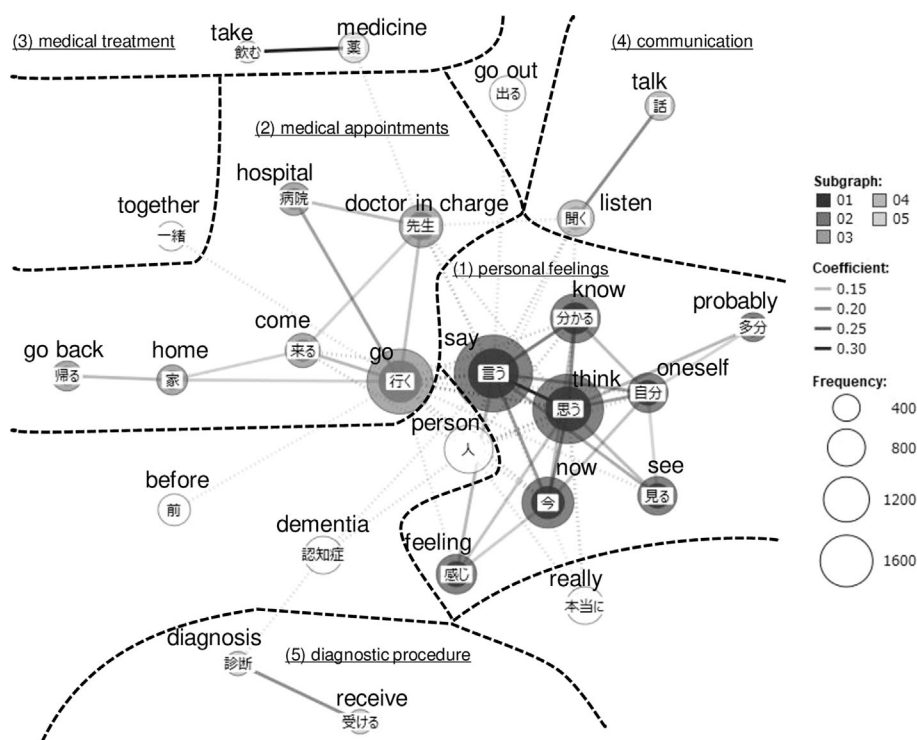 (3) medical treatment
take
飲む
medicine
薬
(4) communication
go out
出る
talk
話
(2) medical appointments
hospital
病院
doctor in charge
先生
listen
聞く
together
一緒
(1) personal feelings
know
分かる
probably
多分
come
来る
go
行く
say
言う
think
思う
oneself
自分
go back
帰る
home
家
person
人
now
今
see
見る
before
前
dementia
認知症
feeling
感じ
really
本当に
diagnosis
診断
(5) diagnostic procedure
receive
受ける
Subgraph:
01 04
02 05
03
Coefficient:
0.15
0.20
0.25
0.30
Frequency:
400
800
1200
1600